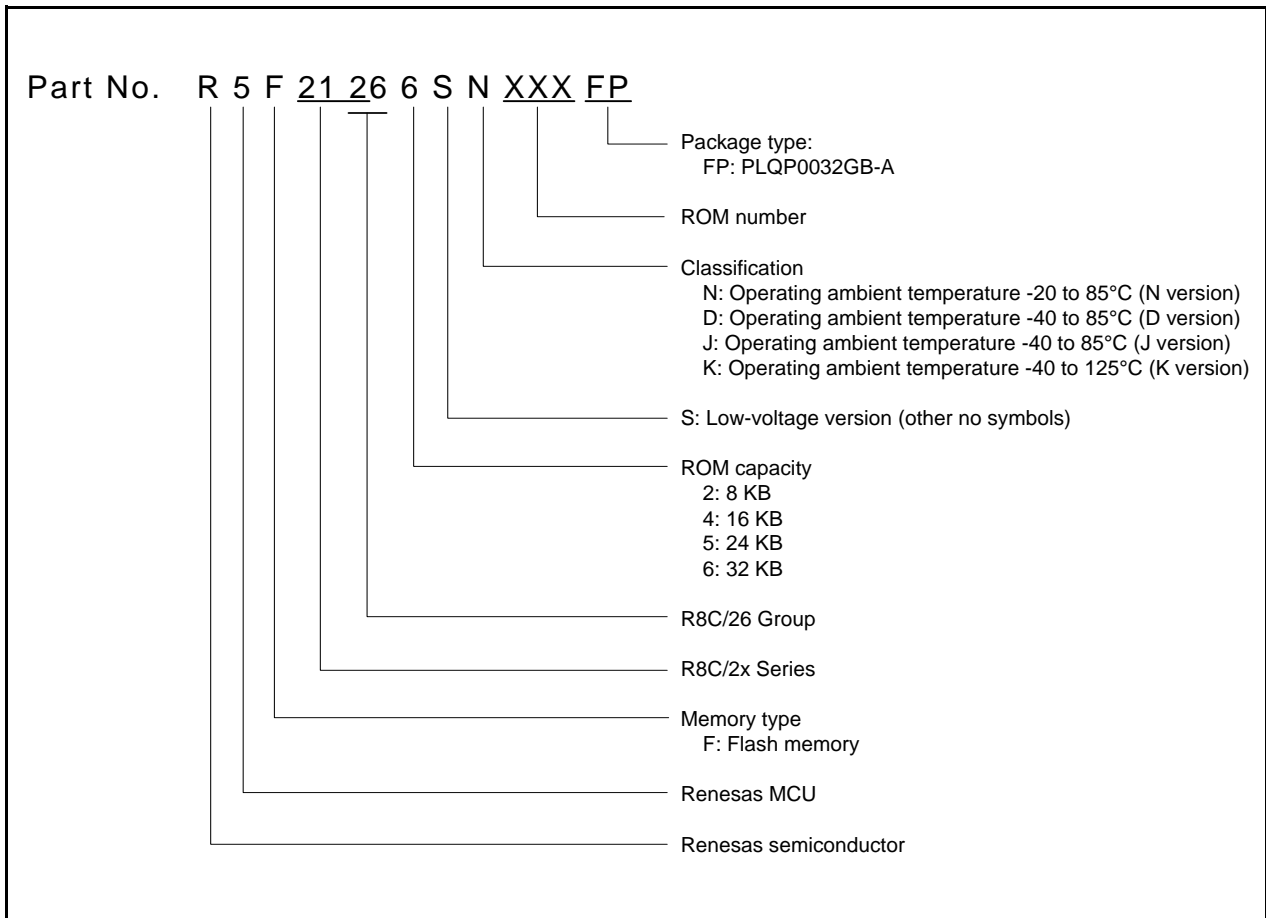 Part No. R 5 F 21 26 6 S N XXX FP
Package type:
FP: PLQP0032GB-A
ROM number
Classification
N: Operating ambient temperature -20 to 85°C (N version)
D: Operating ambient temperature -40 to 85°C (D version)
J: Operating ambient temperature -40 to 85°C (J version)
K: Operating ambient temperature -40 to 125°C (K version)
S: Low-voltage version (other no symbols)
ROM capacity
2: 8 KB
4: 16 KB
5: 24 KB
6: 32 KB
R8C/26 Group
R8C/2x Series
Memory type
F: Flash memory
Renesas MCU
Renesas semiconductor